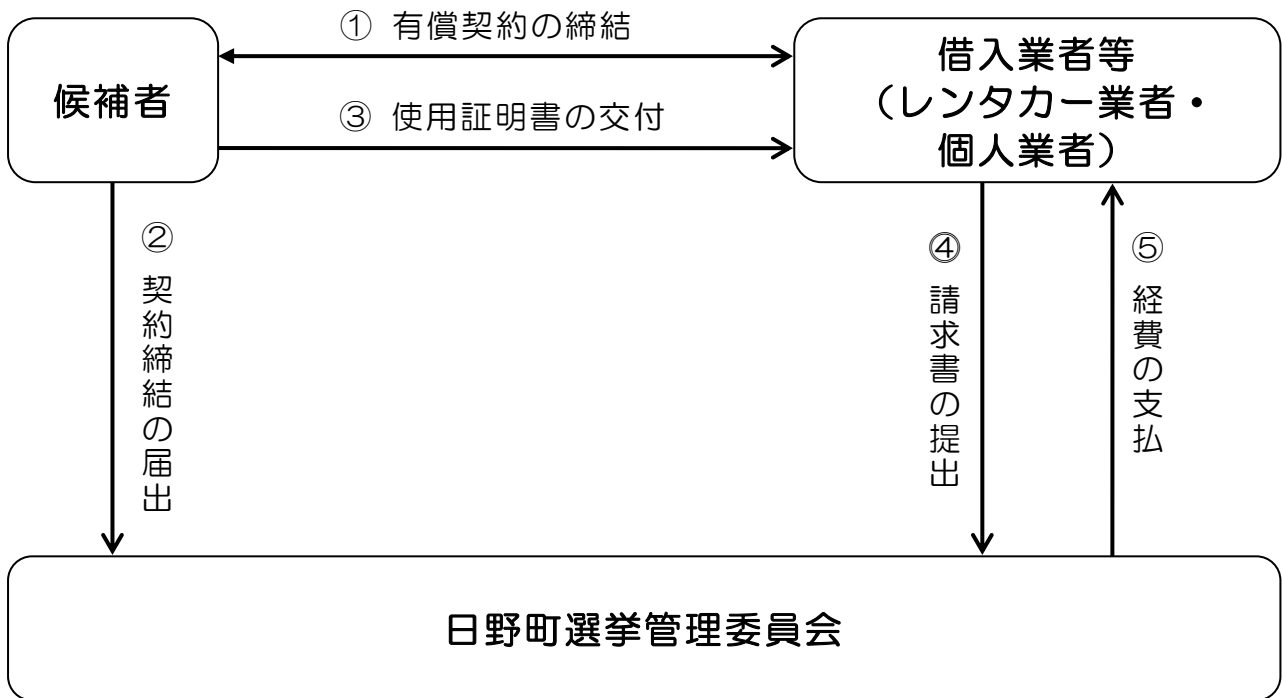 ① 有償契約の締結
候補者
借入業者等
（レンタカー業者・
個人業者）
③ 使用証明書の交付
② 契約締結の届出
④ 請求書の提出
⑤ 経費の支払
日野町選挙管理委員会